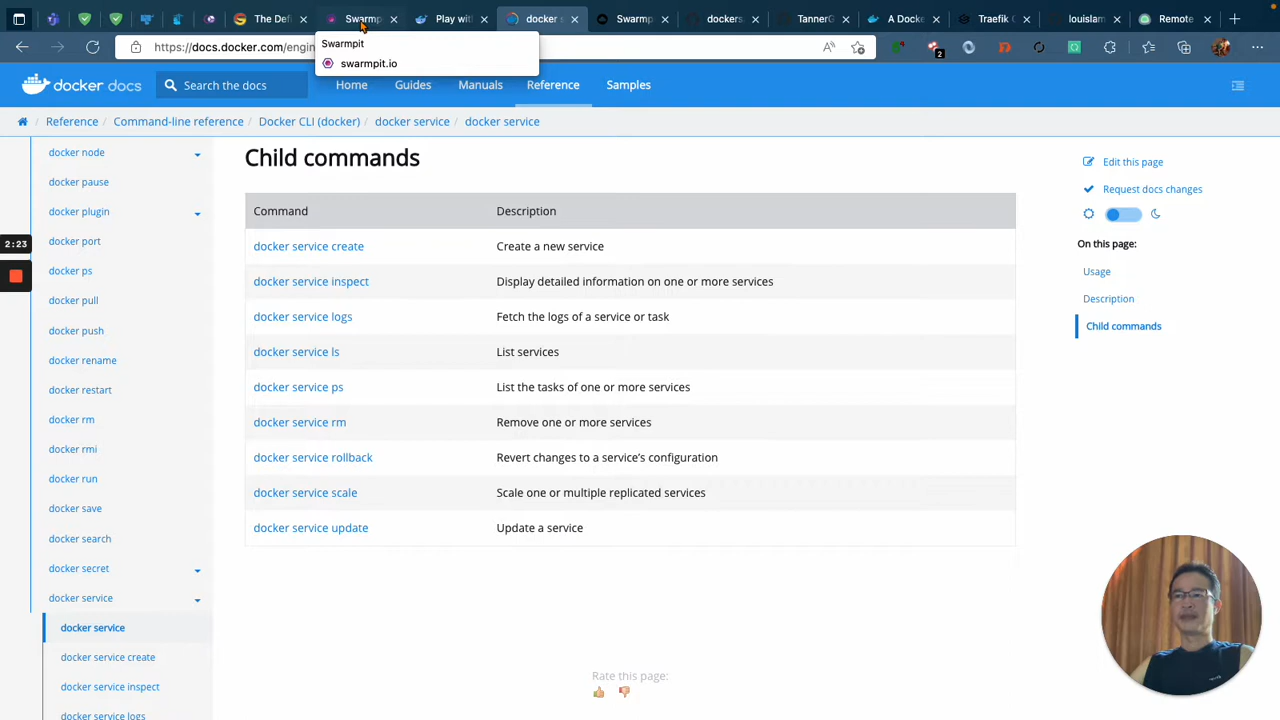 The Defi
Swarmp
Play wit
docker s
Swarmp
dockers
TannerG
A Docke
Traefik C
louislam
Remote
https://docs.docker.com/engin
2
Swarmpit
swarmpit.io
docker docs
Search the docs
Home
Guides
Manuals
Reference
Samples
Reference / Command-line reference / Docker CLI (docker) / docker service / docker service
docker node
docker pause
docker plugin
docker port
docker ps
docker pull
docker push
docker rename
docker restart
docker rm
docker rmi
docker run
docker save
docker search
docker secret
docker service
docker service
docker service create
docker service inspect
docker service logs
2:23
Child commands
Command Description
docker service create Create a new service
docker service inspect Display detailed information on one or more services
docker service logs Fetch the logs of a service or task
docker service ls List services
docker service ps List the tasks of one or more services
docker service rm Remove one or more services
docker service rollback Revert changes to a service's configuration
docker service scale Scale one or multiple replicated services
docker service update Update a service
Rate this page:
Edit this page
Request docs changes
On this page:
Usage
Description
Child commands